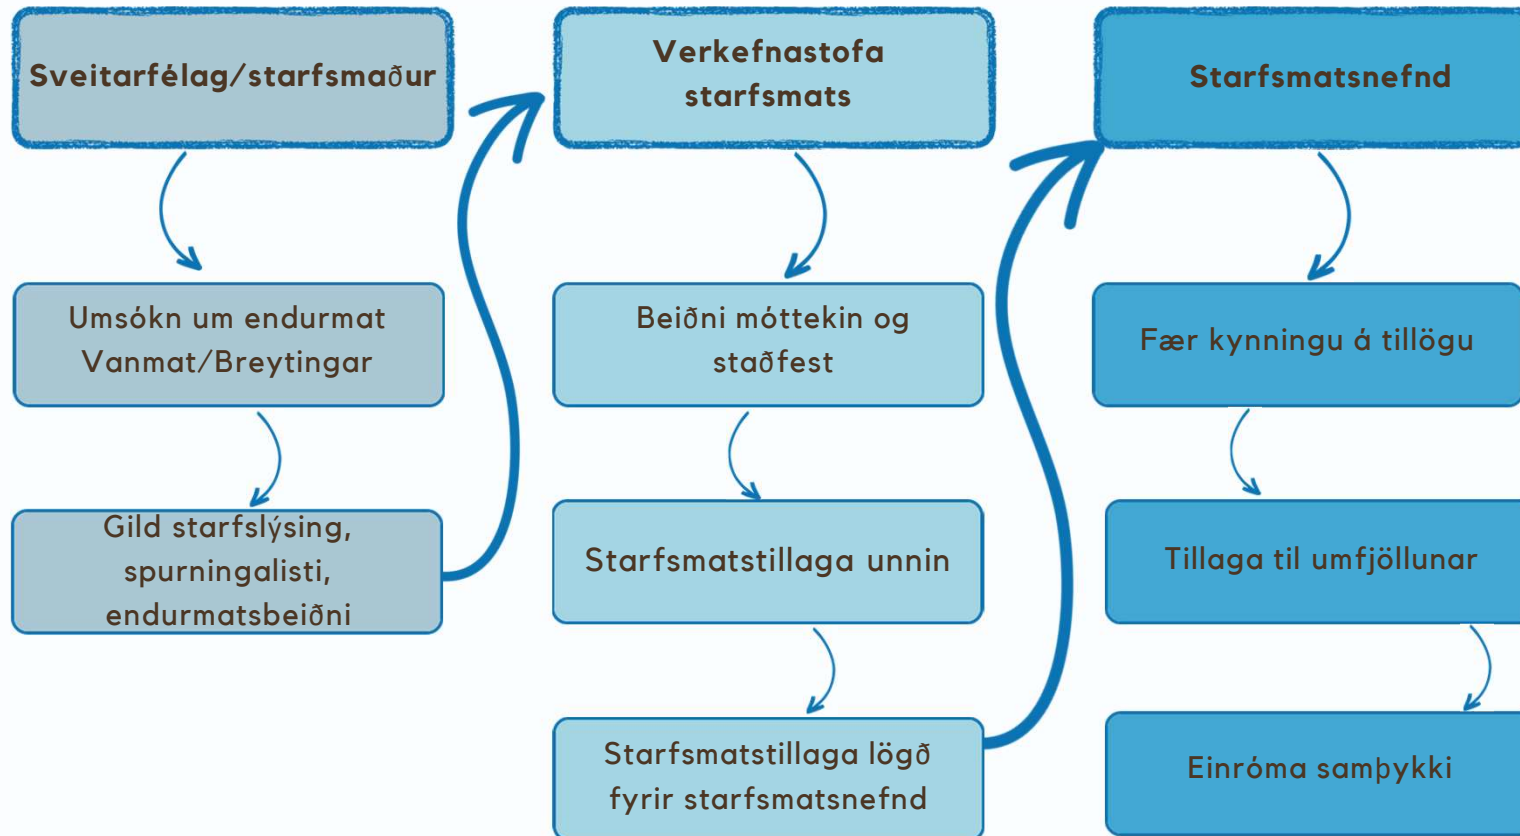 Sveitarfélag/starfsmaður
Umsókn um endurmat
Vanmat/Breytingar
Gild starfslýsing,
spurningalisti,
endurmatsbeiðni
Verkefnastofa
starfsmats
Beiðni móttekin og
staðfest
Starfsmatstillaga unnin
Starfsmatstillaga lögð
fyrir starfsmatsnefnd
Starfsmatsnefnd
Fær kynningu á tillögu
Tillaga til umfjöllunar
Einróma samþykki